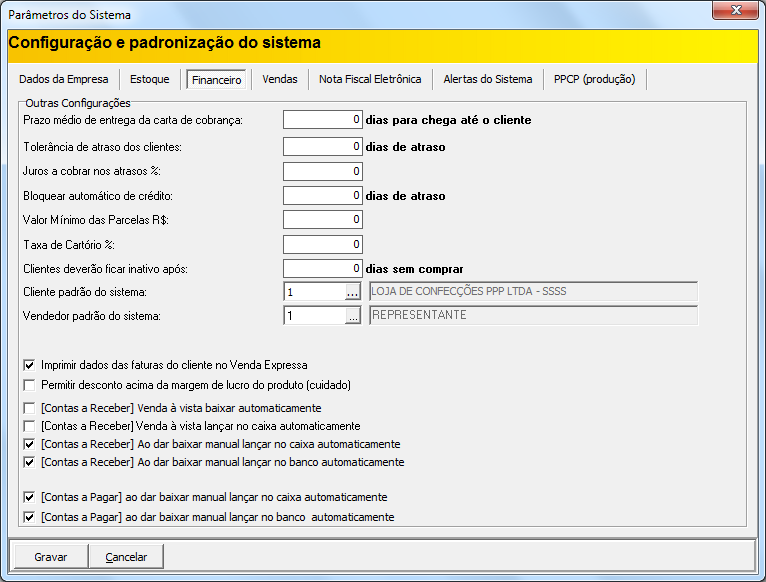 Parâmetros do Sistema
Configuração e padronização do sistema
Dados da Empresa Estoque Financeiro Vendas Nota Fiscal Eletrônica Alertas do Sistema PPCP (produção)
Outras Configurações
Prazo médio de entrega da carta de cobrança: 0 dias para chega até o cliente
Tolerância de atraso dos clientes: 0 dias de atraso
Juros a cobrar nos atrasos %: 0
Bloquear automático de crédito: 0 dias de atraso
Valor Mínimo das Parcelas R$: 0
Taxa de Cartório %: 0
Clientes deverão ficar inativo após: 0 dias sem comprar
Cliente padrão do sistema: 1 ... LOJA DE CONFECÇÕES PPP LTDA - SSSS
Vendedor padrão do sistema: 1 ... REPRESENTANTE
Imprimir dados das faturas do cliente no Venda Expressa
Permitir desconto acima da margem de lucro do produto (cuidado)
[Contas a Receber] Venda à vista baixar automaticamente
[Contas a Receber] Venda à vista lançar no caixa automaticamente
[Contas a Receber] Ao dar baixar manual lançar no caixa automaticamente
[Contas a Receber] Ao dar baixar manual lançar no banco automaticamente
[Contas a Pagar] ao dar baixar manual lançar no caixa automaticamente
[Contas a Pagar] ao dar baixar manual lançar no banco  automaticamente
Gravar Cancelar